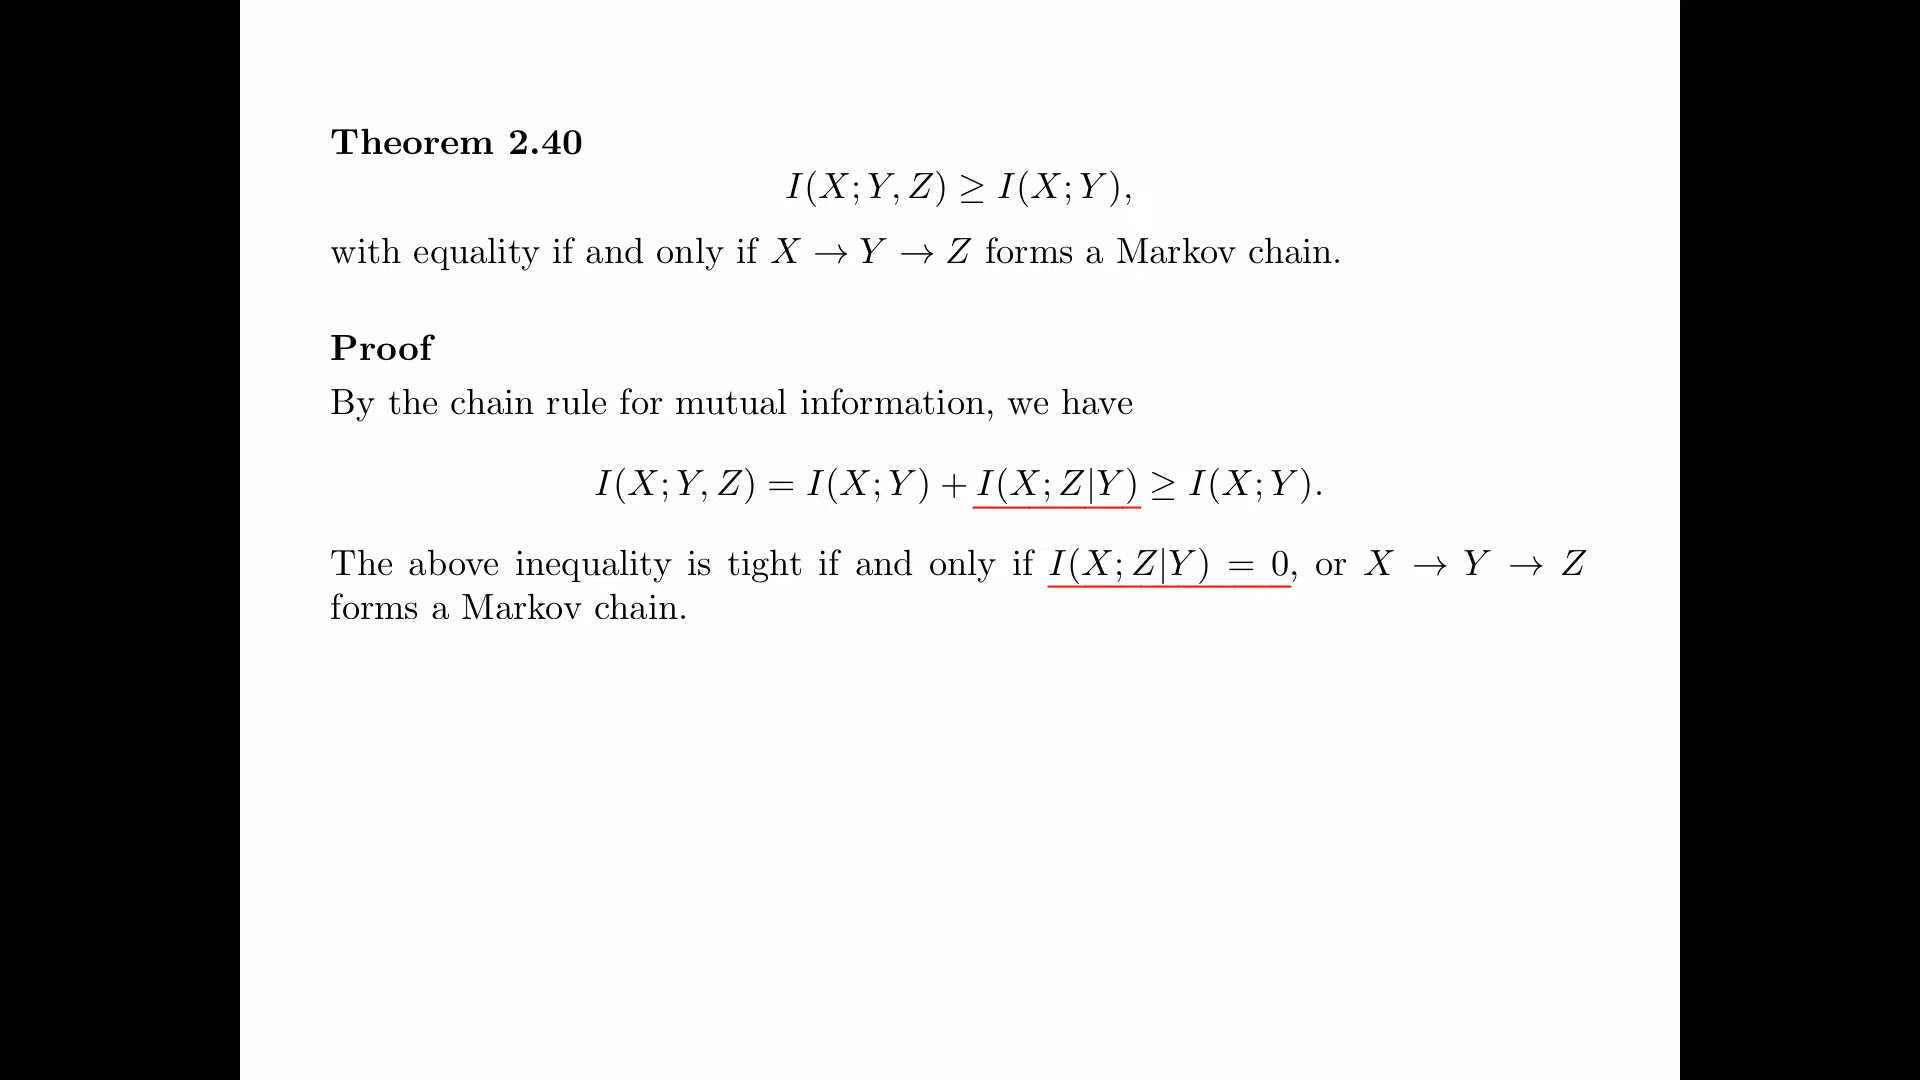 Theorem 2.40
I(X; Y, Z) ≥ I(X; Y),
with equality if and only if X → Y → Z forms a Markov chain.
Proof
By the chain rule for mutual information, we have
I(X; Y, Z) = I(X; Y) + I(X; Z|Y) ≥ I(X; Y).
The above inequality is tight if and only if I(X; Z|Y) = 0, or X → Y → Z
forms a Markov chain.